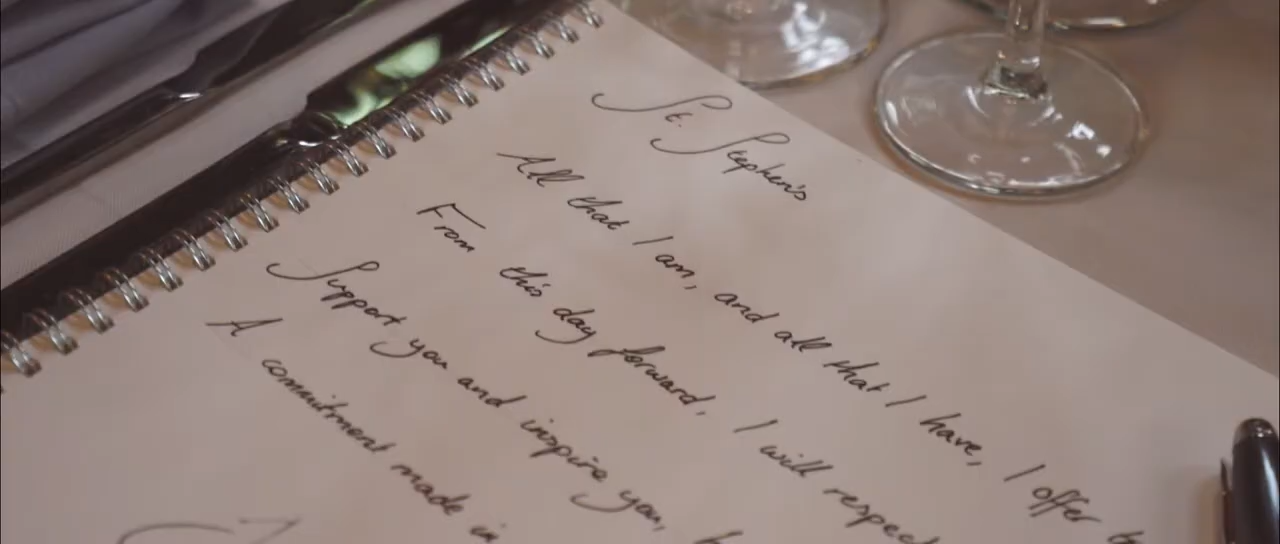 St. Stephen's
All that I am, and all that I have, I offer
From this day forward. I will respect
Support you and inspire you,
A commitment made in